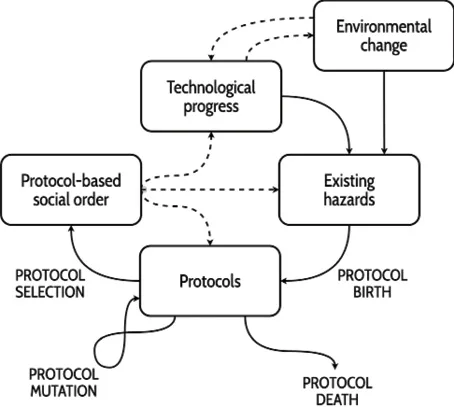 Environmental
change
Technological
progress
Protocol-based
social order
Existing
hazards
PROTOCOL
SELECTION
Protocols
PROTOCOL
BIRTH
PROTOCOL
MUTATION
PROTOCOL
DEATH